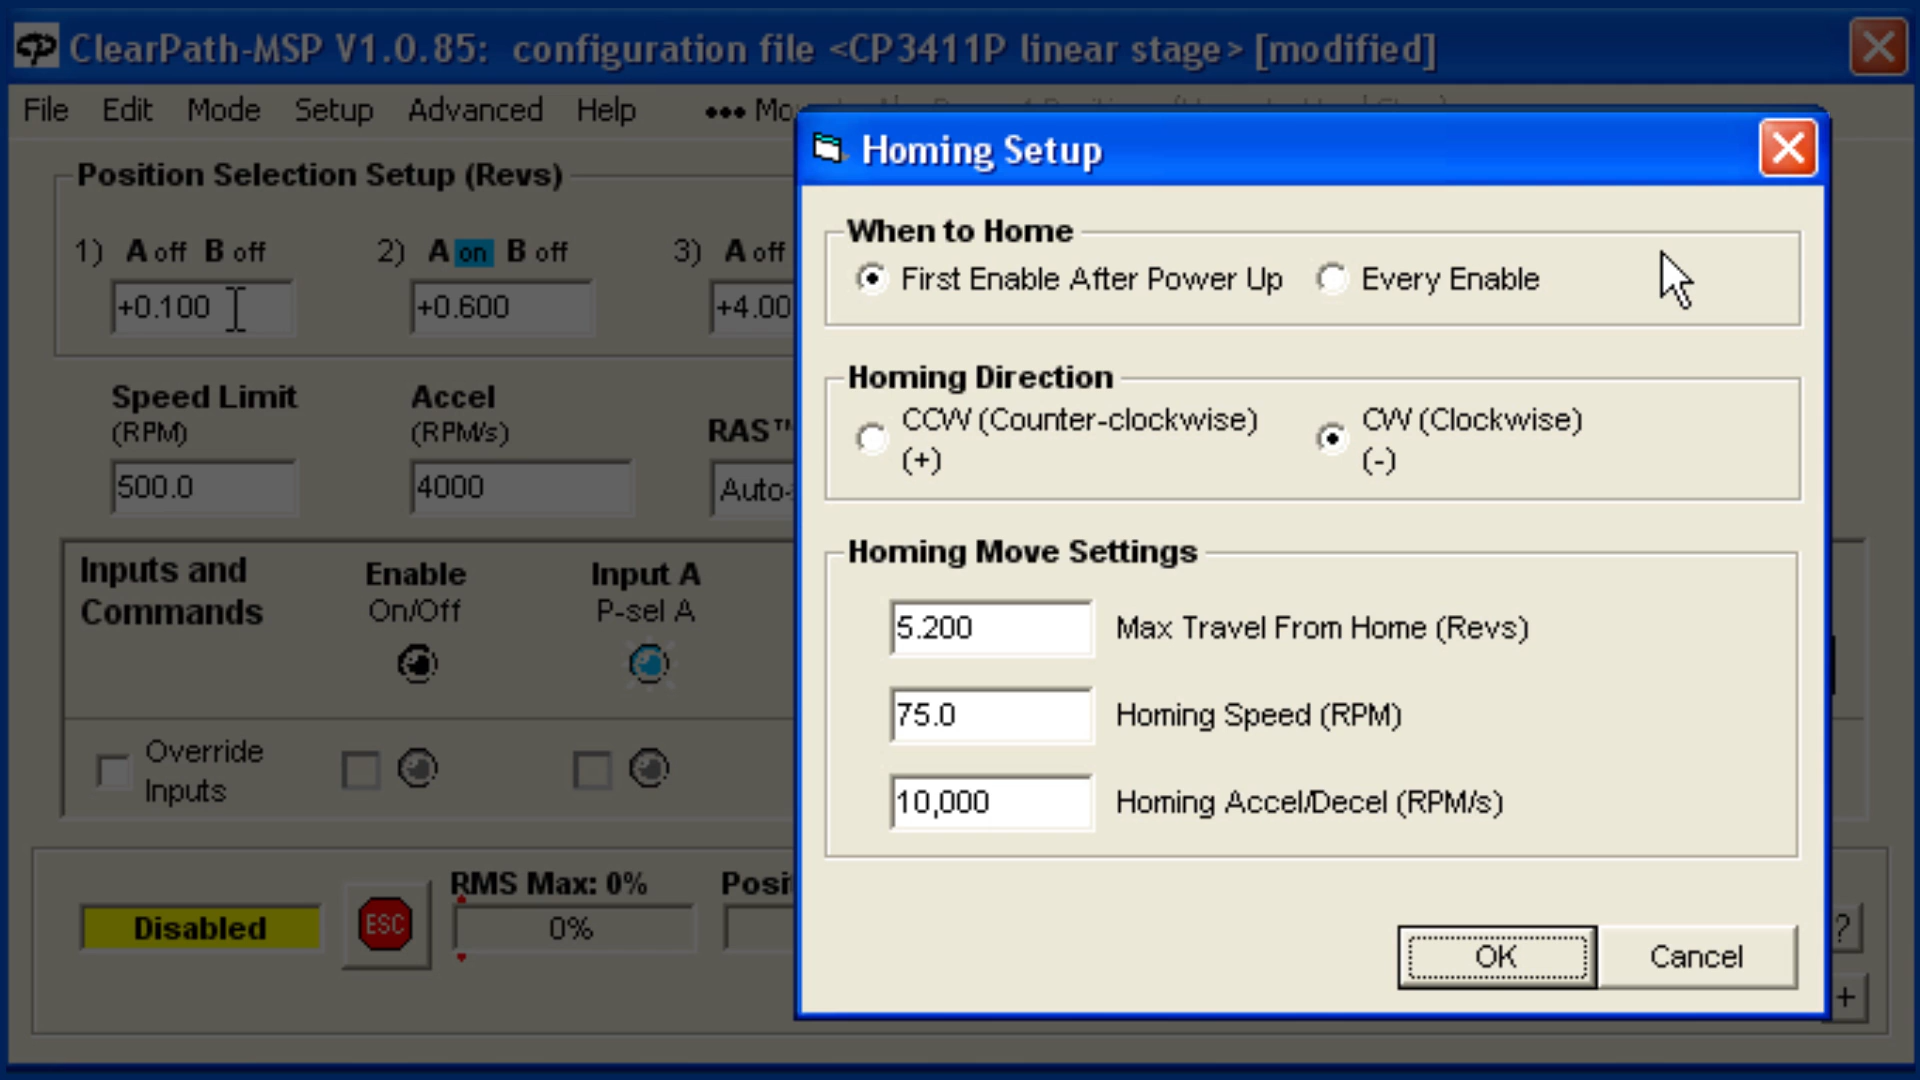 ClearPath-MSP V1.0.85: configuration file <CP3411P linear stage> [modified]
File Edit Mode Setup Advanced Help ••• Mo
Homing Setup
Position Selection Setup (Revs)
1) A off B off 2) A on B off 3) A off
+0.100 +0.600 +4.00
Speed Limit (RPM)
500.0
Accel (RPM/s)
4000
RAS™
Auto-
Inputs and Commands
Enable
On/Off
Input A
P-sel A
Override Inputs
Disabled
ESC
RMS Max: 0%
0%
Posi
When to Home
First Enable After Power Up Every Enable
Homing Direction
CCW (Counter-clockwise) (+)
CW (Clockwise) (-)
Homing Move Settings
5.200 Max Travel From Home (Revs)
75.0 Homing Speed (RPM)
10,000 Homing Accel/Decel (RPM/s)
OK Cancel
?
+